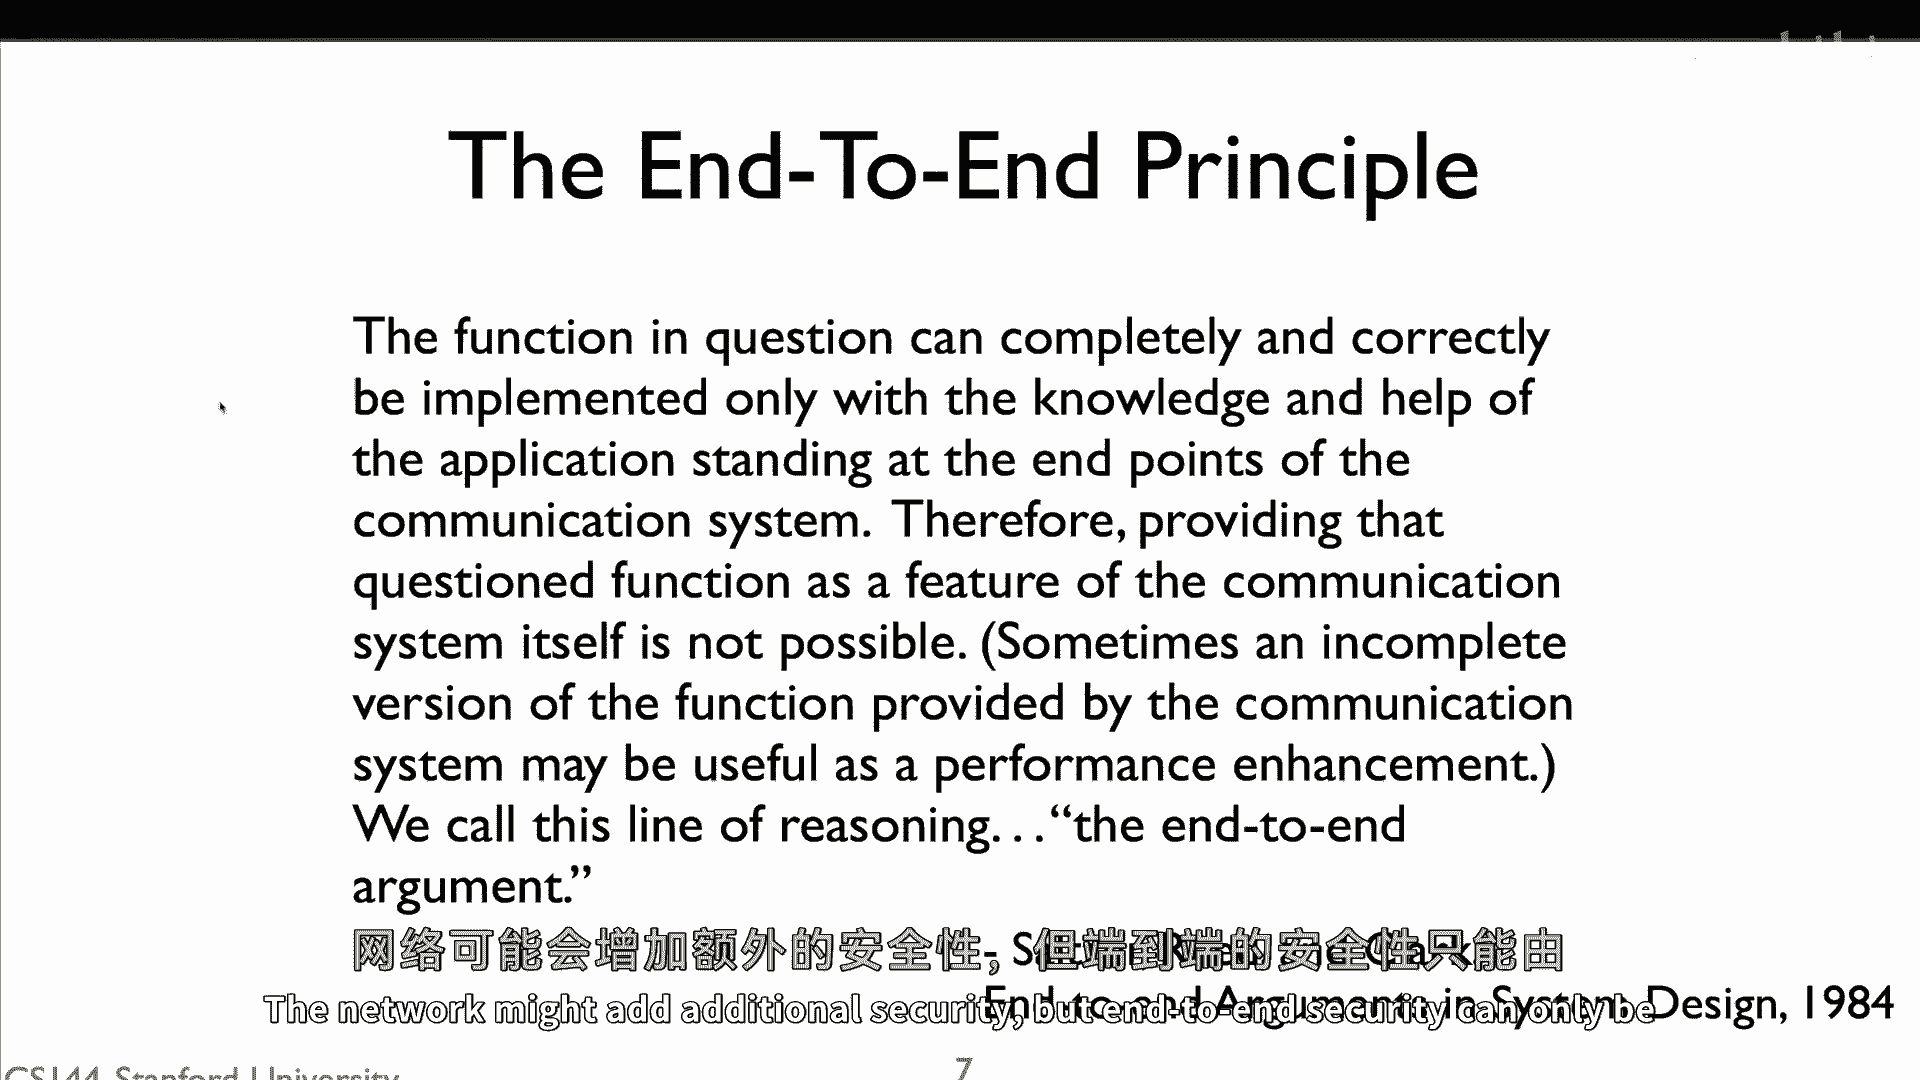 The End-To-End Principle
The function in question can completely and correctly
be implemented only with the knowledge and help of
the application standing at the end points of the
communication system. Therefore, providing that
questioned function as a feature of the communication
system itself is not possible. (Sometimes an incomplete
version of the function provided by the communication
system may be useful as a performance enhancement.)
We call this line of reasoning. . . “the end-to-end
argument.”
网络可能会增加额外的安全性，但端到端的安全性只能由
The network might add additional security, but end-to-end security can only be
End-to-end Arguments in System Design, 1984
CS144, Stanford University
7